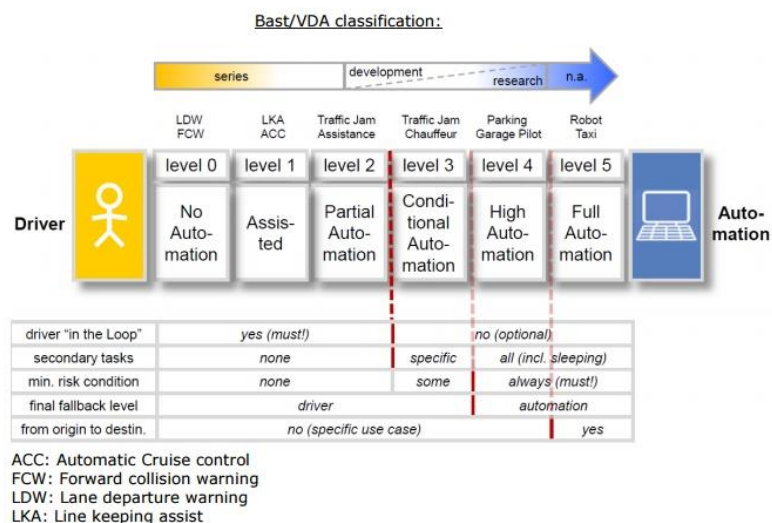 Bast/VDA classification:
series
development
research
n.a.
LDW
FCW
LKA
ACC
Traffic Jam
Assistance
Traffic Jam
Chauffeur
Parking
Garage Pilot
Robot
Taxi
level 0
level 1
level 2
level 3
level 4
level 5
Driver
No
Auto-
mation
Assis-
ted
Partial
Auto-
mation
Condi-
tional
Auto-
mation
High
Auto-
mation
Full
Auto-
mation
Auto-
mation
driver "in the Loop" yes (must!) no (optional)
secondary tasks none specific all (incl. sleeping)
min. risk condition none some always (must!)
final fallback level driver automation
from origin to destin. no (specific use case) yes
ACC: Automatic Cruise control
FCW: Forward collision warning
LDW: Lane departure warning
LKA: Line keeping assist